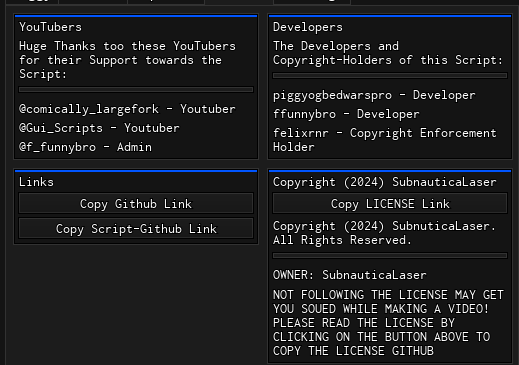 YouTubers
Huge Thanks too these YouTubers
for their Support towards the
Script:
@comically_largefork - Youtuber
@Gui_Scripts - Youtuber
@f_funnybro - Admin
Developers
The Developers and
Copyright-Holders of this Script:
piggyogbedwarspro - Developer
ffunnybro - Developer
felixrnr - Copyright Enforcement
Holder
Links
Copy Github Link
Copy Script-Github Link
Copyright (2024) SubnauticaLaser
Copy LICENSE Link
Copyright (2024) SubnuticaLaser.
All Rights Reserved.
OWNER: SubnauticaLaser
NOT FOLLOWING THE LICENSE MAY GET
YOU SOUED WHILE MAKING A VIDEO!
PLEASE READ THE LICENSE BY
CLICKING ON THE BUTTON ABOVE TO
COPY THE LICENSE GITHUB